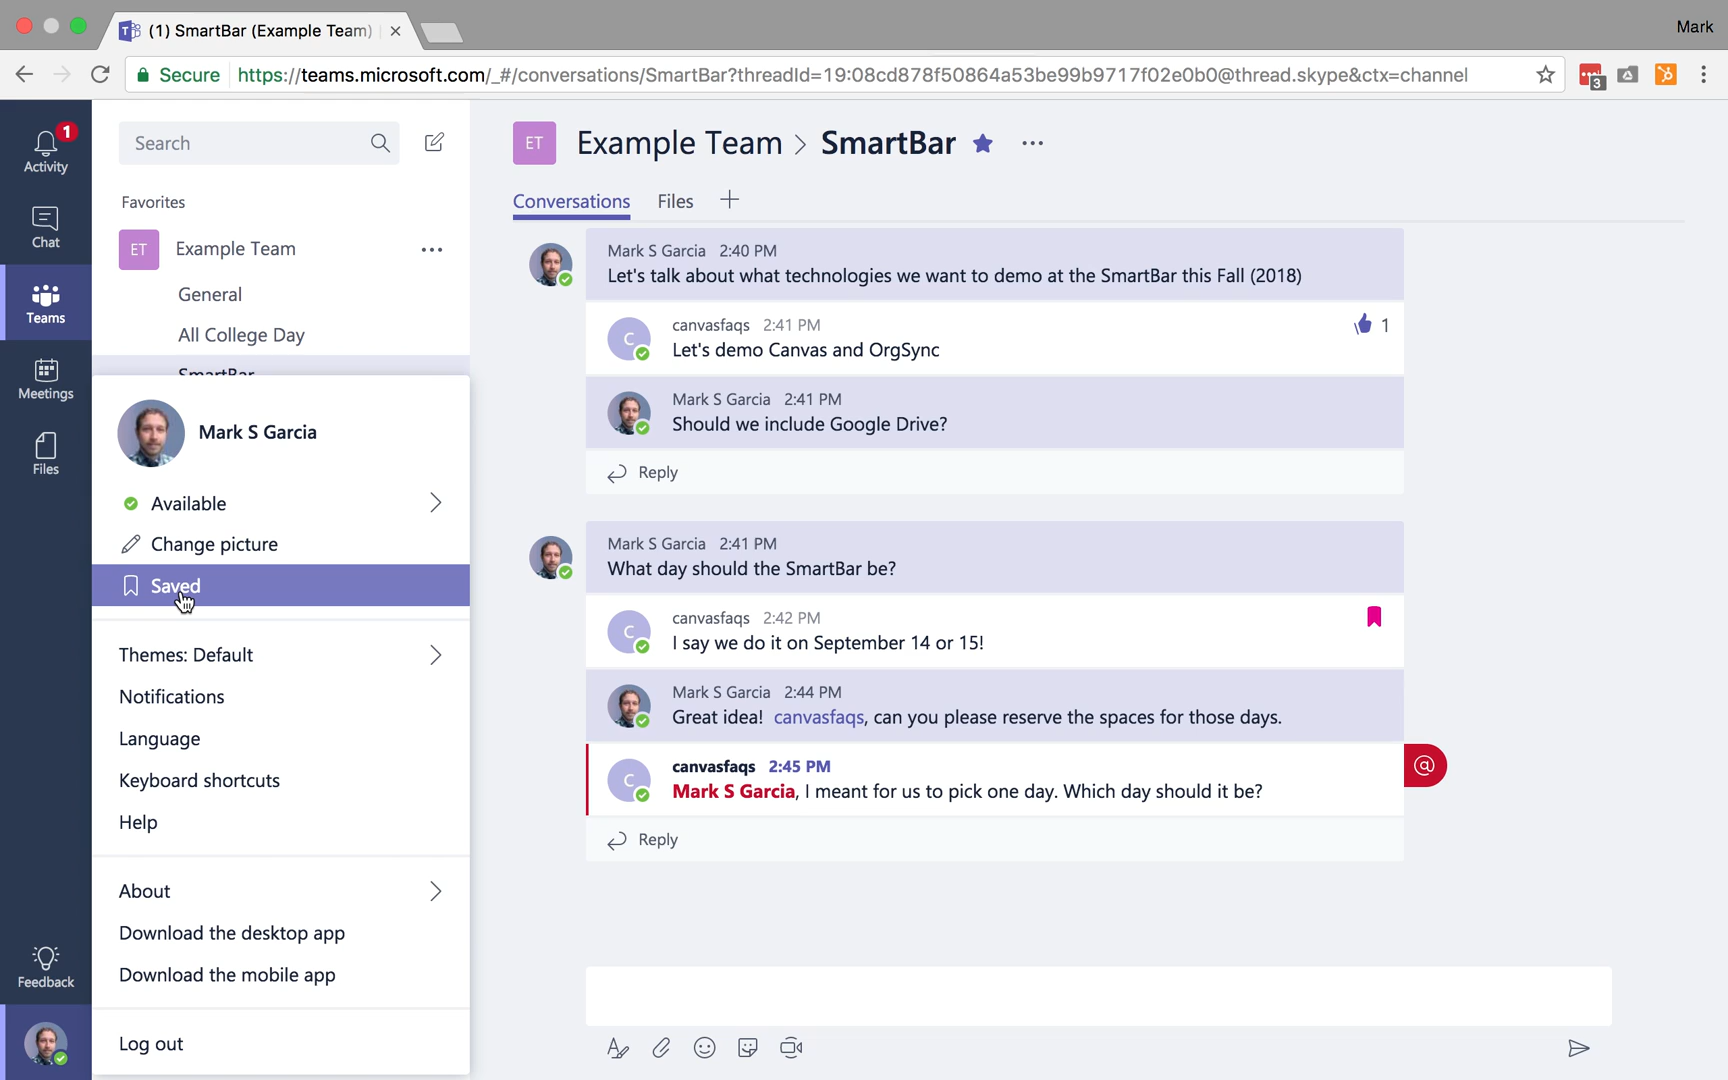 (1) SmartBar (Example Team)
Mark
Secure
https://teams.microsoft.com/_#/conversations/SmartBar?threadId=19:08cd878f50864a53be99b9717f02e0b0@thread.skype&ctx=channel
3
1
Activity
Chat
Teams
Meetings
Files
Feedback
Search
Favorites
ET Example Team
General
All College Day
SmartBar
Mark S Garcia
Available
Change picture
Saved
Themes: Default
Notifications
Language
Keyboard shortcuts
Help
About
Download the desktop app
Download the mobile app
Log out
ET Example Team > SmartBar
Conversations Files
Mark S Garcia 2:40 PM
Let's talk about what technologies we want to demo at the SmartBar this Fall (2018)
C canvasfaqs 2:41 PM 1
Let's demo Canvas and OrgSync
Mark S Garcia 2:41 PM
Should we include Google Drive?
Reply
Mark S Garcia 2:41 PM
What day should the SmartBar be?
C canvasfaqs 2:42 PM
I say we do it on September 14 or 15!
Mark S Garcia 2:44 PM
Great idea! canvasfaqs, can you please reserve the spaces for those days.
C canvasfaqs 2:45 PM @
Mark S Garcia, I meant for us to pick one day. Which day should it be?
Reply